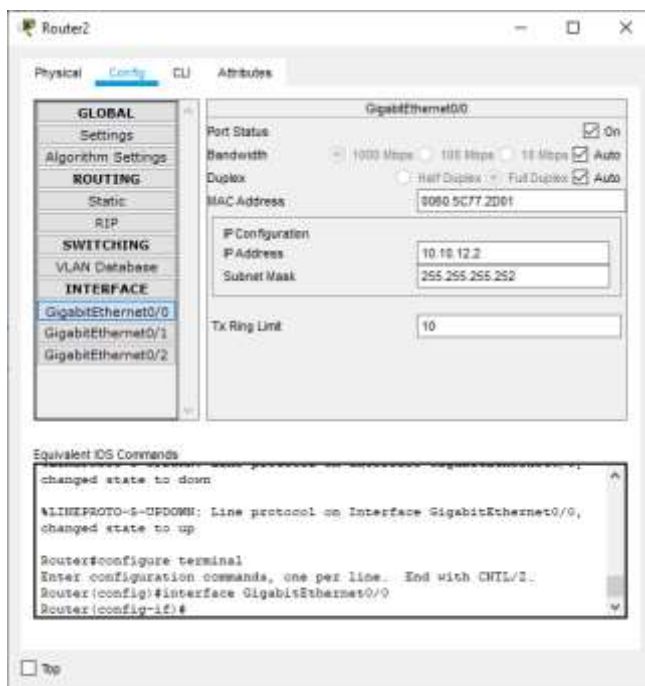 Router2
Physical Config CLI Attributes
GLOBAL
Settings
Algorithm Settings
ROUTING
Static
RIP
SWITCHING
VLAN Database
INTERFACE
GigabitEthernet0/0
GigabitEthernet0/1
GigabitEthernet0/2
GigabitEthernet0/0
Port Status On
Bandwidth 1000 Mbps 100 Mbps 10 Mbps Auto
Duplex Half Duplex Full Duplex Auto
MAC Address 0060.5C77.2D01
IP Configuration
IP Address 10.10.12.2
Subnet Mask 255.255.255.252
Tx Ring Limit 10
Equivalent IOS Commands
changed state to down
%LINEPROTO-5-UPDOWN: Line protocol on Interface GigabitEthernet0/0,
changed state to up
Router#configure terminal
Enter configuration commands, one per line. End with CNTL/Z.
Router(config)#interface GigabitEthernet0/0
Router(config-if)#
Top